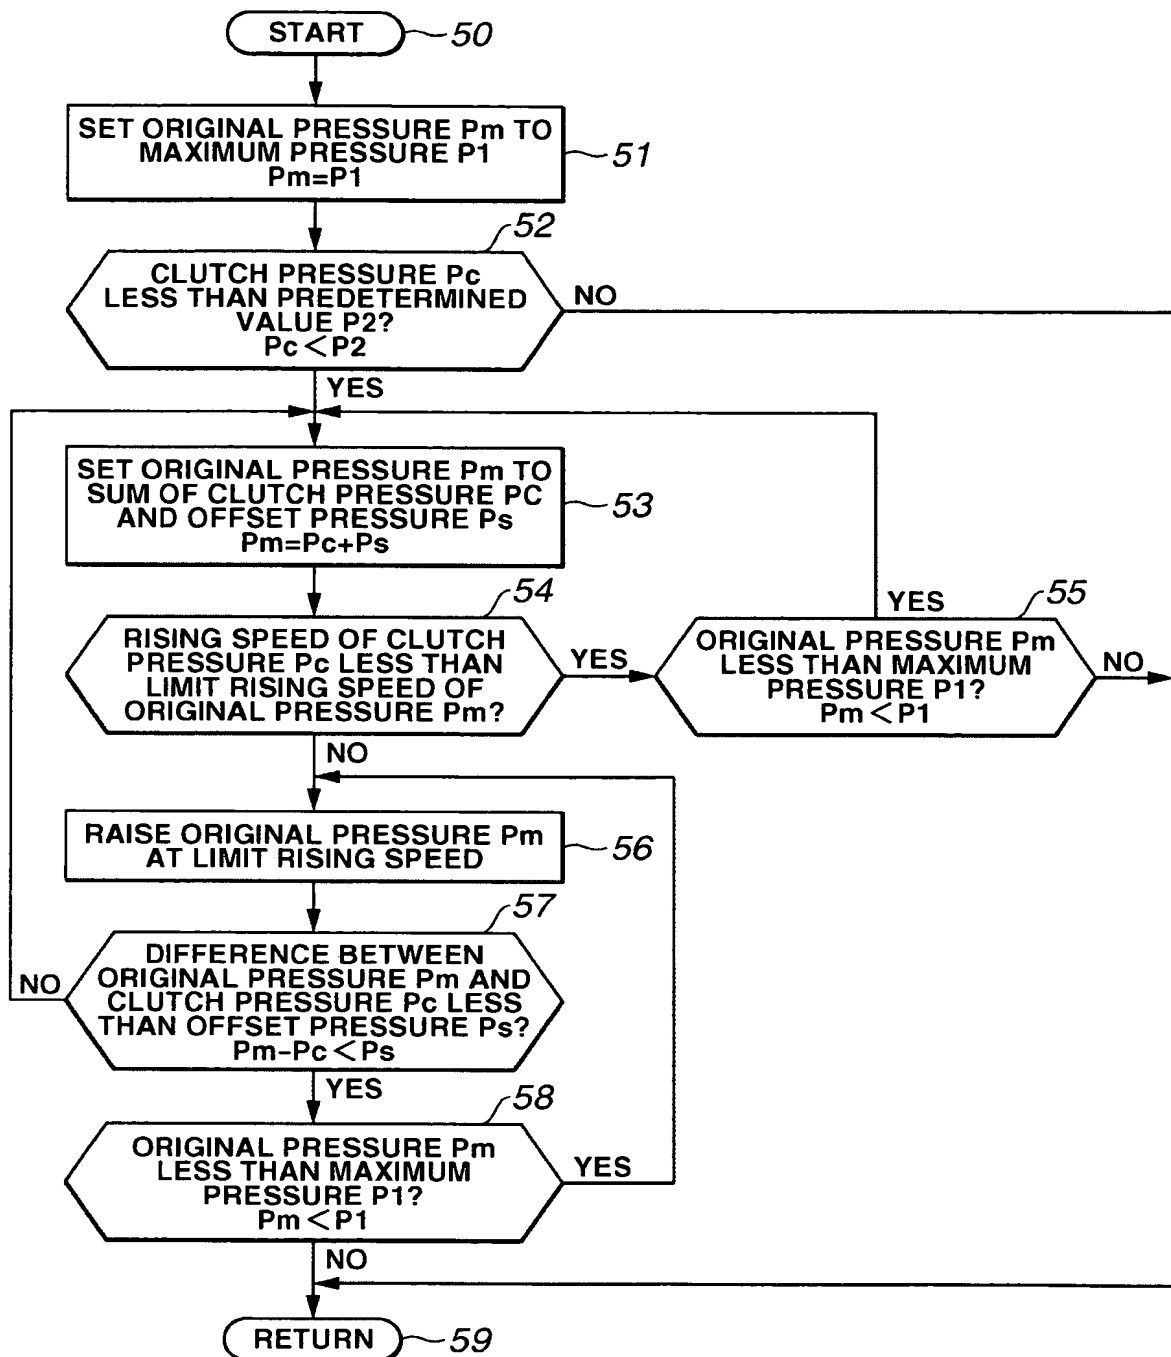 START
50
SET ORIGINAL PRESSURE Pm TO
MAXIMUM PRESSURE P1
Pm=P1
51
52
CLUTCH PRESSURE Pc
LESS THAN PREDETERMINED
VALUE P2?
Pc<P2
NO
YES
SET ORIGINAL PRESSURE Pm TO
SUM OF CLUTCH PRESSURE PC
AND OFFSET PRESSURE Ps
Pm=Pc+Ps
53
54
RISING SPEED OF CLUTCH
PRESSURE Pc LESS THAN
LIMIT RISING SPEED OF
ORIGINAL PRESSURE Pm?
YES
NO
YES
55
ORIGINAL PRESSURE Pm
LESS THAN MAXIMUM
PRESSURE P1?
Pm<P1
NO
RAISE ORIGINAL PRESSURE Pm
AT LIMIT RISING SPEED
56
57
DIFFERENCE BETWEEN
ORIGINAL PRESSURE Pm AND
CLUTCH PRESSURE Pc LESS
THAN OFFSET PRESSURE Ps?
Pm-Pc<Ps
NO
YES
58
ORIGINAL PRESSURE Pm
LESS THAN MAXIMUM
PRESSURE P1?
Pm<P1
YES
NO
RETURN
59